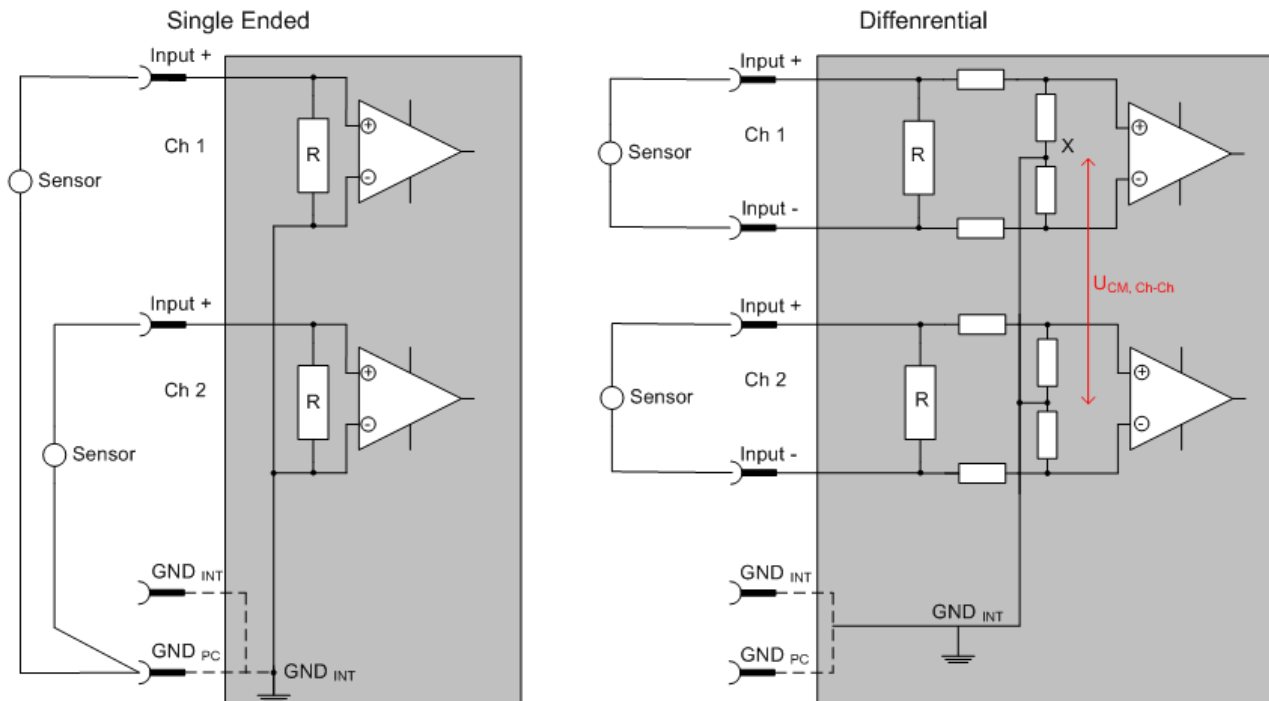 Single Ended
Input +
Ch 1
R
+
-
Sensor
Input +
Ch 2
R
+
-
Sensor
GND INT
GND PC
GND INT
Diffenrential
Input +
Ch 1
R
X
+
-
Sensor
Input -
U CM, Ch-Ch
Input +
Ch 2
R
+
-
Sensor
Input -
GND INT
GND INT
GND PC